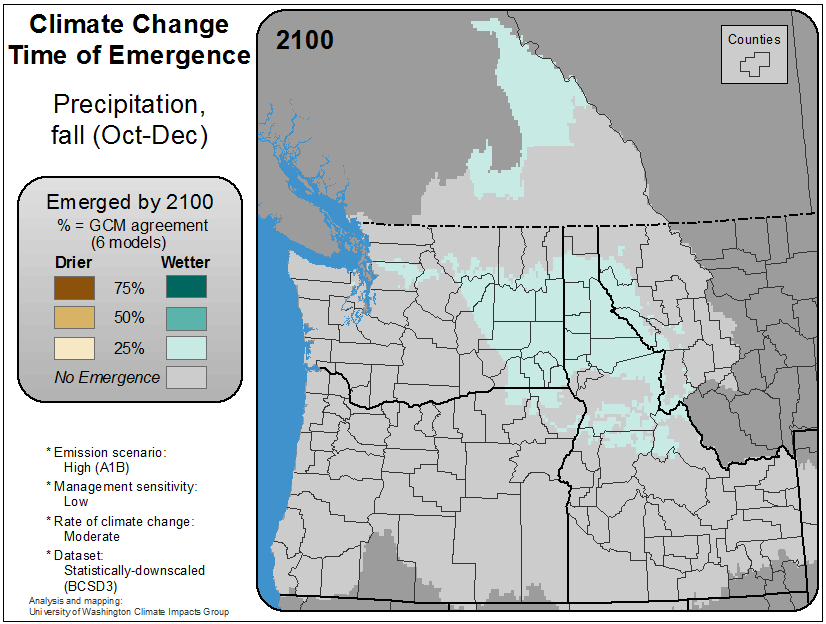 Climate Change
Time of Emergence
Precipitation,
fall (Oct-Dec)
Emerged by 2100
% = GCM agreement
(6 models)
Drier Wetter
75%
50%
25%
No Emergence
* Emission scenario:
High (A1B)
* Management sensitivity:
Low
* Rate of climate change:
Moderate
* Dataset:
Statistically-downscaled
(BCSD3)
Analysis and mapping:
University of Washington Climate Impacts Group
2100
Counties